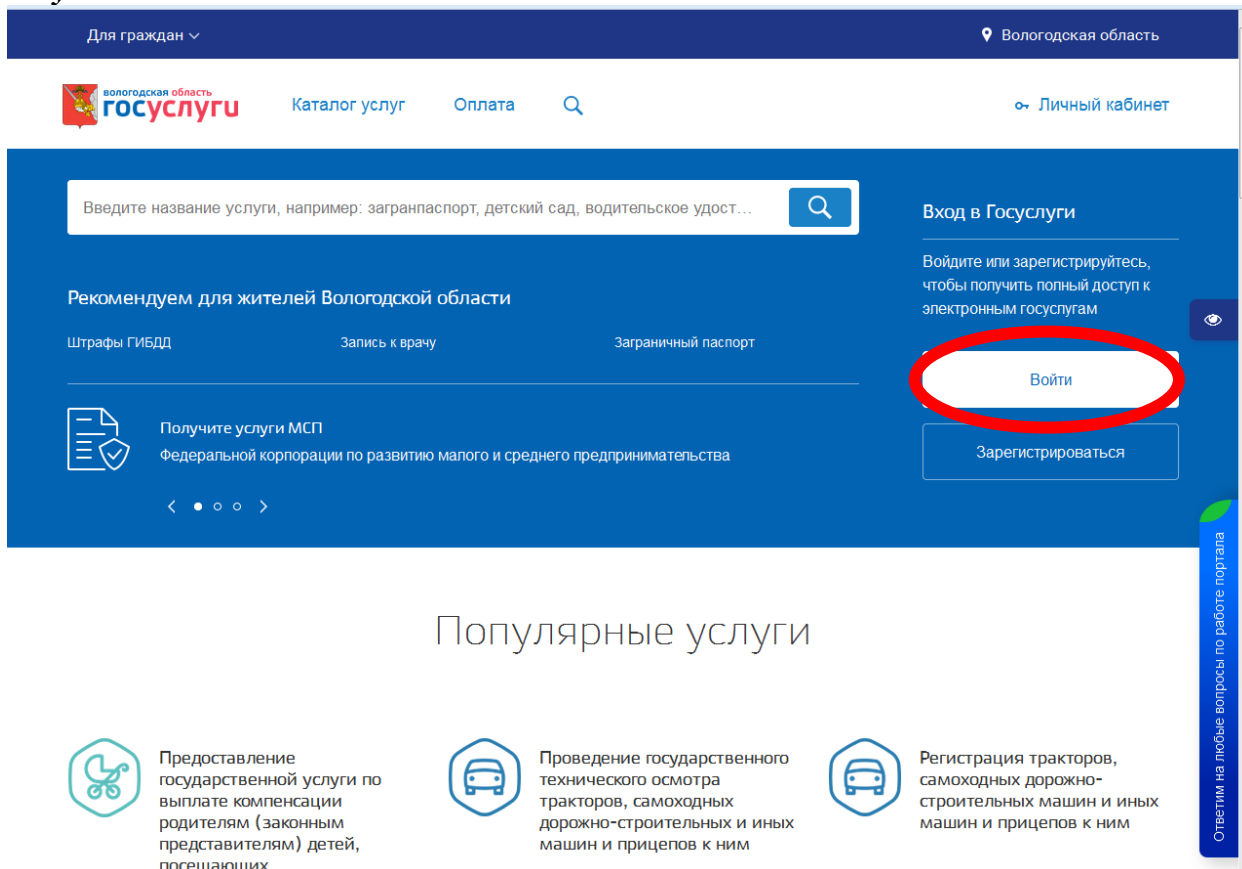 Для граждан
Вологодская область
вологодская область
госуслуги
Каталог услуг
Оплата
Личный кабинет
Введите название услуги, например: загранпаспорт, детский сад, водительское удост...
Рекомендуем для жителей Вологодской области
Штрафы ГИБДД
Запись к врачу
Заграничный паспорт
Получите услуги МСП
Федеральной корпорации по развитию малого и среднего предпринимательства
Вход в Госуслуги
Войдите или зарегистрируйтесь,
чтобы получить полный доступ к
электронным госуслугам
Войти
Зарегистрироваться
Ответим на любые вопросы по работе портала
Популярные услуги
Предоставление
государственной услуги по
выплате компенсации
родителям (законным
представителям) детей,
посещающих
Проведение государственного
технического осмотра
тракторов, самоходных
дорожно-строительных и иных
машин и прицепов к ним
Регистрация тракторов,
самоходных дорожно-
строительных машин и иных
машин и прицепов к ним